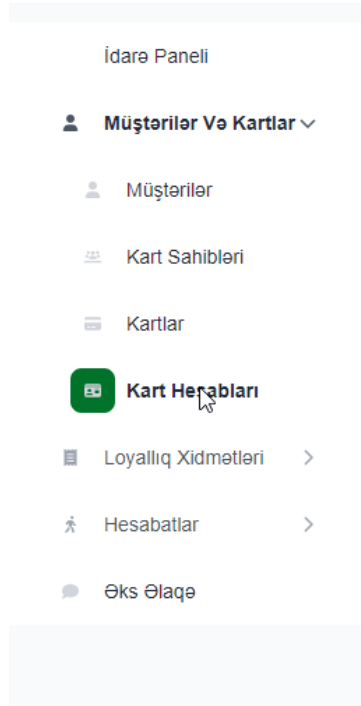 İdarə Paneli
Müştərilər Və Kartlar
Müştərilər
Kart Sahibləri
Kartlar
Kart Hesabları
Loyallıq Xidmətləri
Hesabatlar
Əks Əlaqə